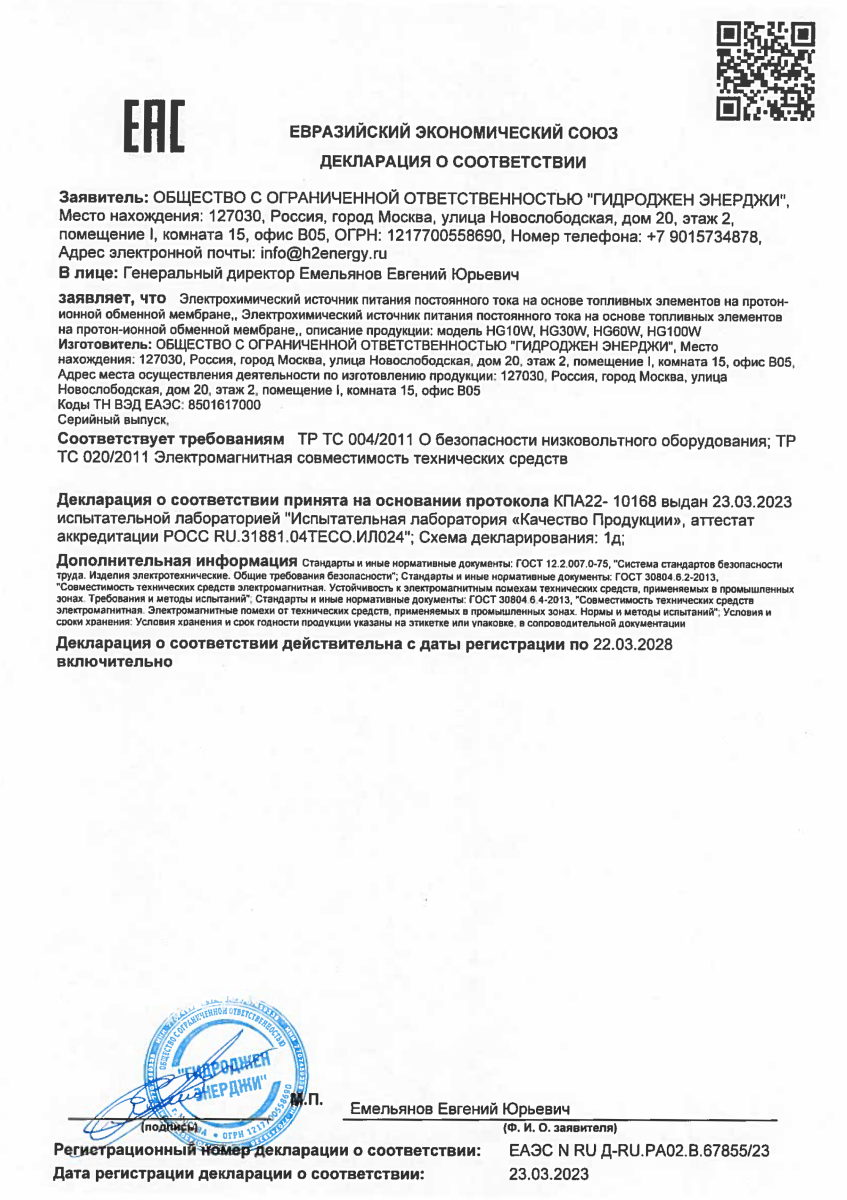 EAC
ЕВРАЗИЙСКИЙ ЭКОНОМИЧЕСКИЙ СОЮЗ
ДЕКЛАРАЦИЯ О СООТВЕТСТВИИ
Заявитель: ОБЩЕСТВО С ОГРАНИЧЕННОЙ ОТВЕТСТВЕННОСТЬЮ "ГИДРОДЖЕН ЭНЕРДЖИ",
Место нахождения: 127030, Россия, город Москва, улица Новослободская, дом 20, этаж 2,
помещение I, комната 15, офис В05, ОГРН: 1217700558690, Номер телефона: +7 9015734878,
Адрес электронной почты: info@h2energy.ru
В лице: Генеральный директор Емельянов Евгений Юрьевич
заявляет, что Электрохимический источник питания постоянного тока на основе топливных элементов на протон-
ионной обменной мембране,, Электрохимический источник питания постоянного тока на основе топливных элементов
на протон-ионной обменной мембране,, описание продукции: модель HG10W, HG30W, HG60W, HG100W
Изготовитель: ОБЩЕСТВО С ОГРАНИЧЕННОЙ ОТВЕТСТВЕННОСТЬЮ "ГИДРОДЖЕН ЭНЕРДЖИ", Место
нахождения: 127030, Россия, город Москва, улица Новослободская, дом 20, этаж 2, помещение I, комната 15, офис В05,
Адрес места осуществления деятельности по изготовлению продукции: 127030, Россия, город Москва, улица
Новослободская, дом 20, этаж 2, помещение I, комната 15, офис В05
Коды ТН ВЭД ЕАЭС: 8501617000
Серийный выпуск,
Соответствует требованиям ТР ТС 004/2011 О безопасности низковольтного оборудования; ТР
ТС 020/2011 Электромагнитная совместимость технических средств
Декларация о соответствии принята на основании протокола КПА22- 10168 выдан 23.03.2023
испытательной лабораторией "Испытательная лаборатория «Качество Продукции», аттестат
аккредитации РОСС RU.31881.04ТЕСО.ИЛ024"; Схема декларирования: 1д;
Дополнительная информация Стандарты и иные нормативные документы: ГОСТ 12.2.007.0-75, "Система стандартов безопасности
труда. Изделия электротехнические. Общие требования безопасности"; Стандарты и иные нормативные документы: ГОСТ 30804.6.2-2013,
"Совместимость технических средств электромагнитная. Устойчивость к электромагнитным помехам технических средств, применяемых в промышленных
зонах. Требования и методы испытаний"; Стандарты и иные нормативные документы: ГОСТ 30804.6.4-2013, "Совместимость технических средств
электромагнитная. Электромагнитные помехи от технических средств, применяемых в промышленных зонах. Нормы и методы испытаний"; Условия и
сроки хранения: Условия хранения и срок годности продукции указаны на этикетке или упаковке. в сопроводительной документации
Декларация о соответствии действительна с даты регистрации по 22.03.2028
включительно
ОБЩЕСТВО С ОГРАНИЧЕННОЙ ОТВЕТСТВЕННОСТЬЮ
"ГИДРОДЖЕН
ЭНЕРДЖИ"
г. МОСКВА * ОГРН 1217700558690
М.П.
Емельянов Евгений Юрьевич
(подпись)
(Ф. И. О. заявителя)
Регистрационный номер декларации о соответствии: ЕАЭС N RU Д-RU.РА02.В.67855/23
Дата регистрации декларации о соответствии: 23.03.2023